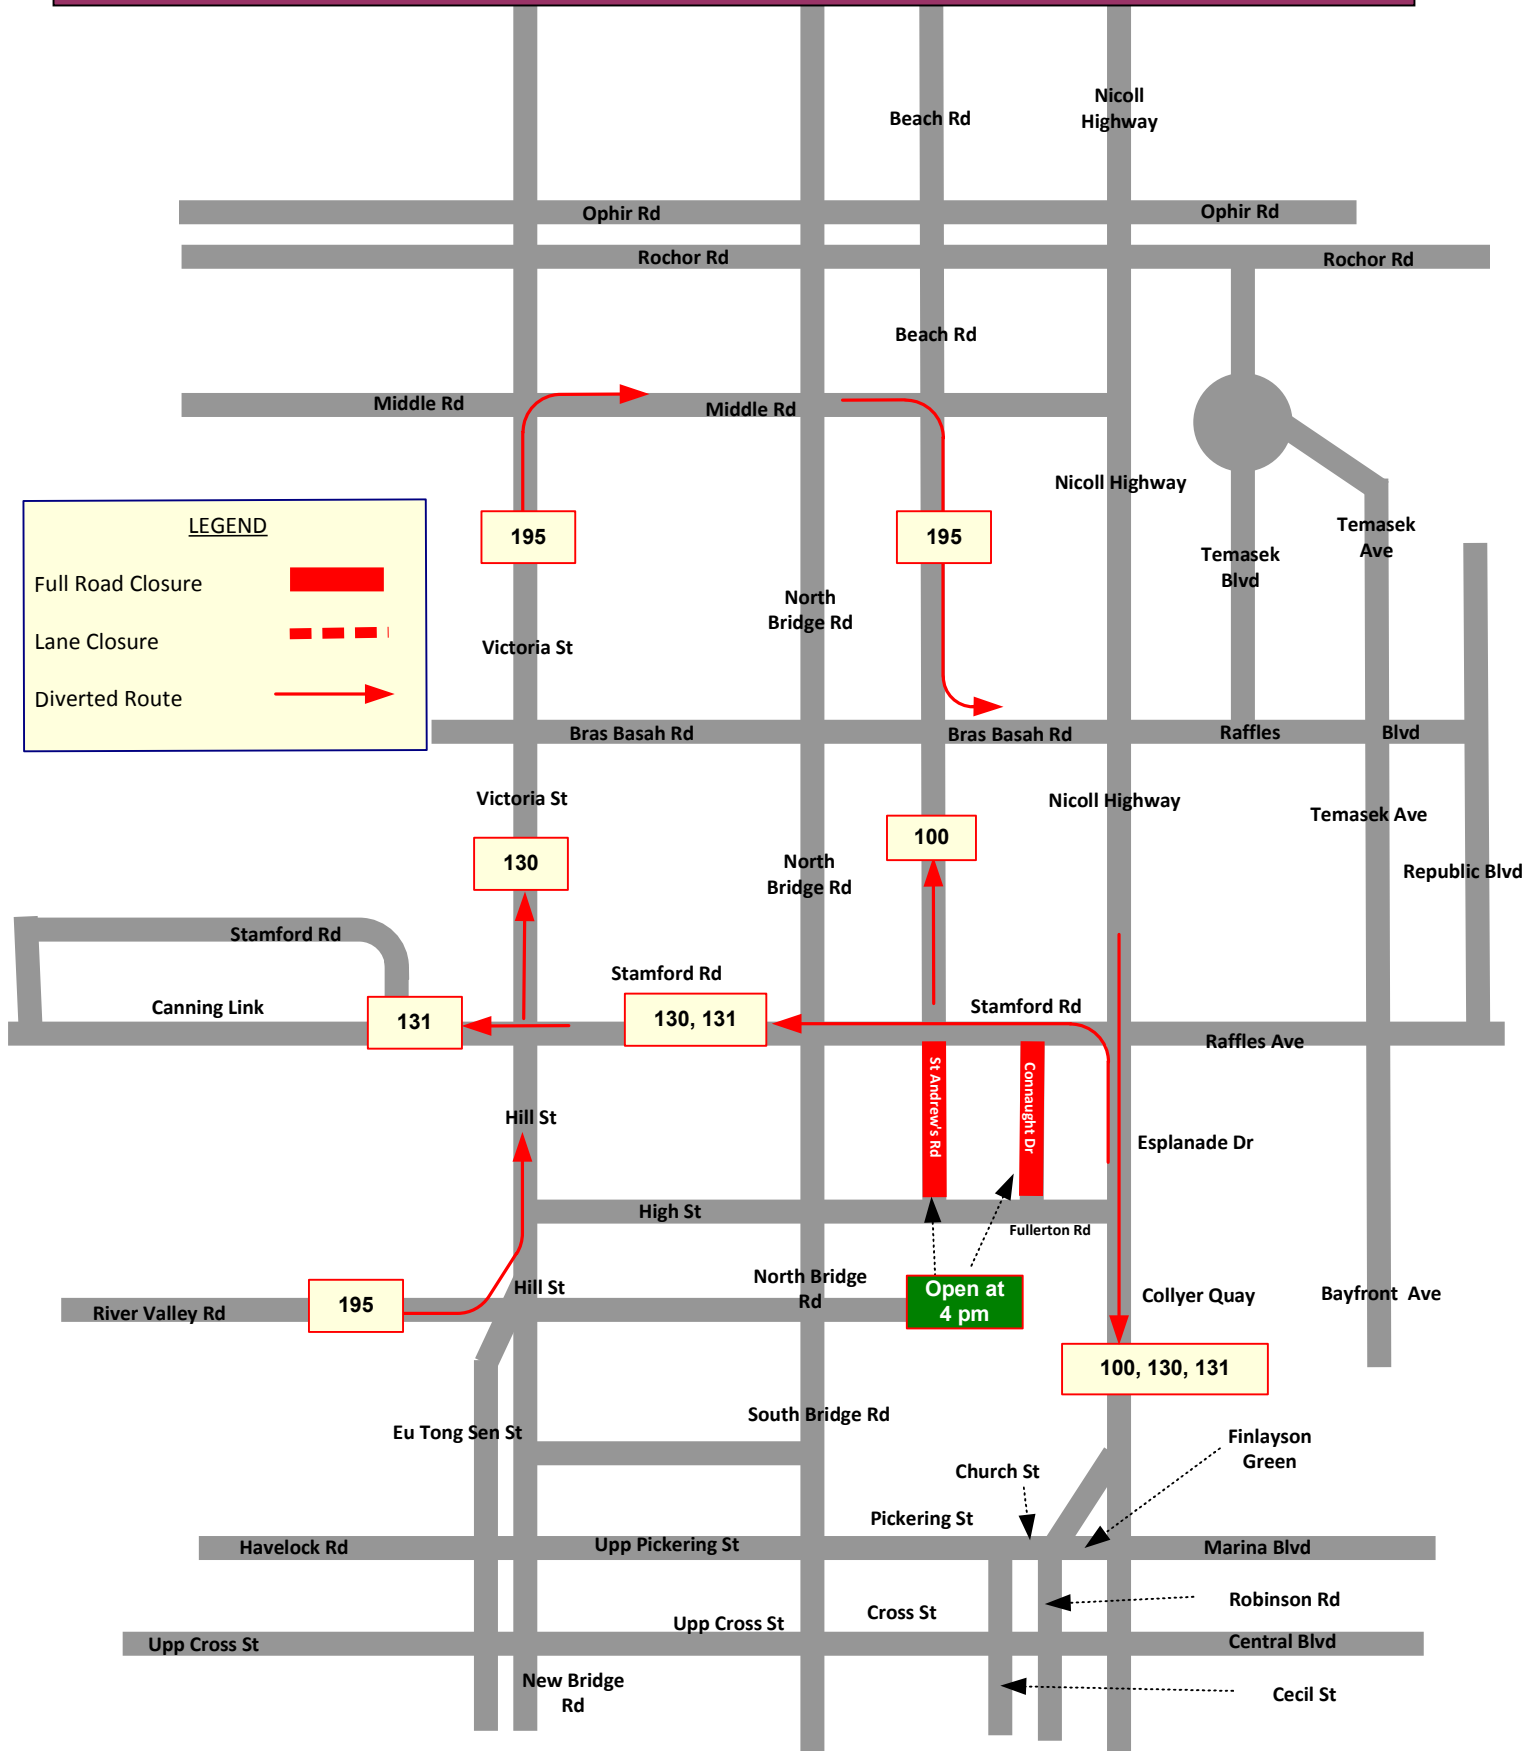 Nicoll
Highway
Beach Rd
Ophir Rd
Ophir Rd
Rochor Rd
Rochor Rd
Beach Rd
Middle Rd
Middle Rd
Nicoll Highway
LEGEND
Full Road Closure
Lane Closure
Diverted Route
195
195
Temasek
Ave
Temasek
Blvd
North
Bridge Rd
Victoria St
Bras Basah Rd
Bras Basah Rd
Raffles
Blvd
Victoria St
Nicoll Highway
Temasek Ave
100
130
North
Bridge Rd
Republic Blvd
Stamford Rd
Stamford Rd
Canning Link
Stamford Rd
131
130, 131
Raffles Ave
St Andrew's Rd
Connaught Dr
Hill St
Esplanade Dr
High St
Fullerton Rd
Hill St
North Bridge
Rd
Open at
4 pm
Collyer Quay
Bayfront Ave
River Valley Rd
195
100, 130, 131
South Bridge Rd
Eu Tong Sen St
Finlayson
Green
Church St
Pickering St
Havelock Rd
Upp Pickering St
Marina Blvd
Robinson Rd
Cross St
Upp Cross St
Upp Cross St
Central Blvd
New Bridge
Rd
Cecil St